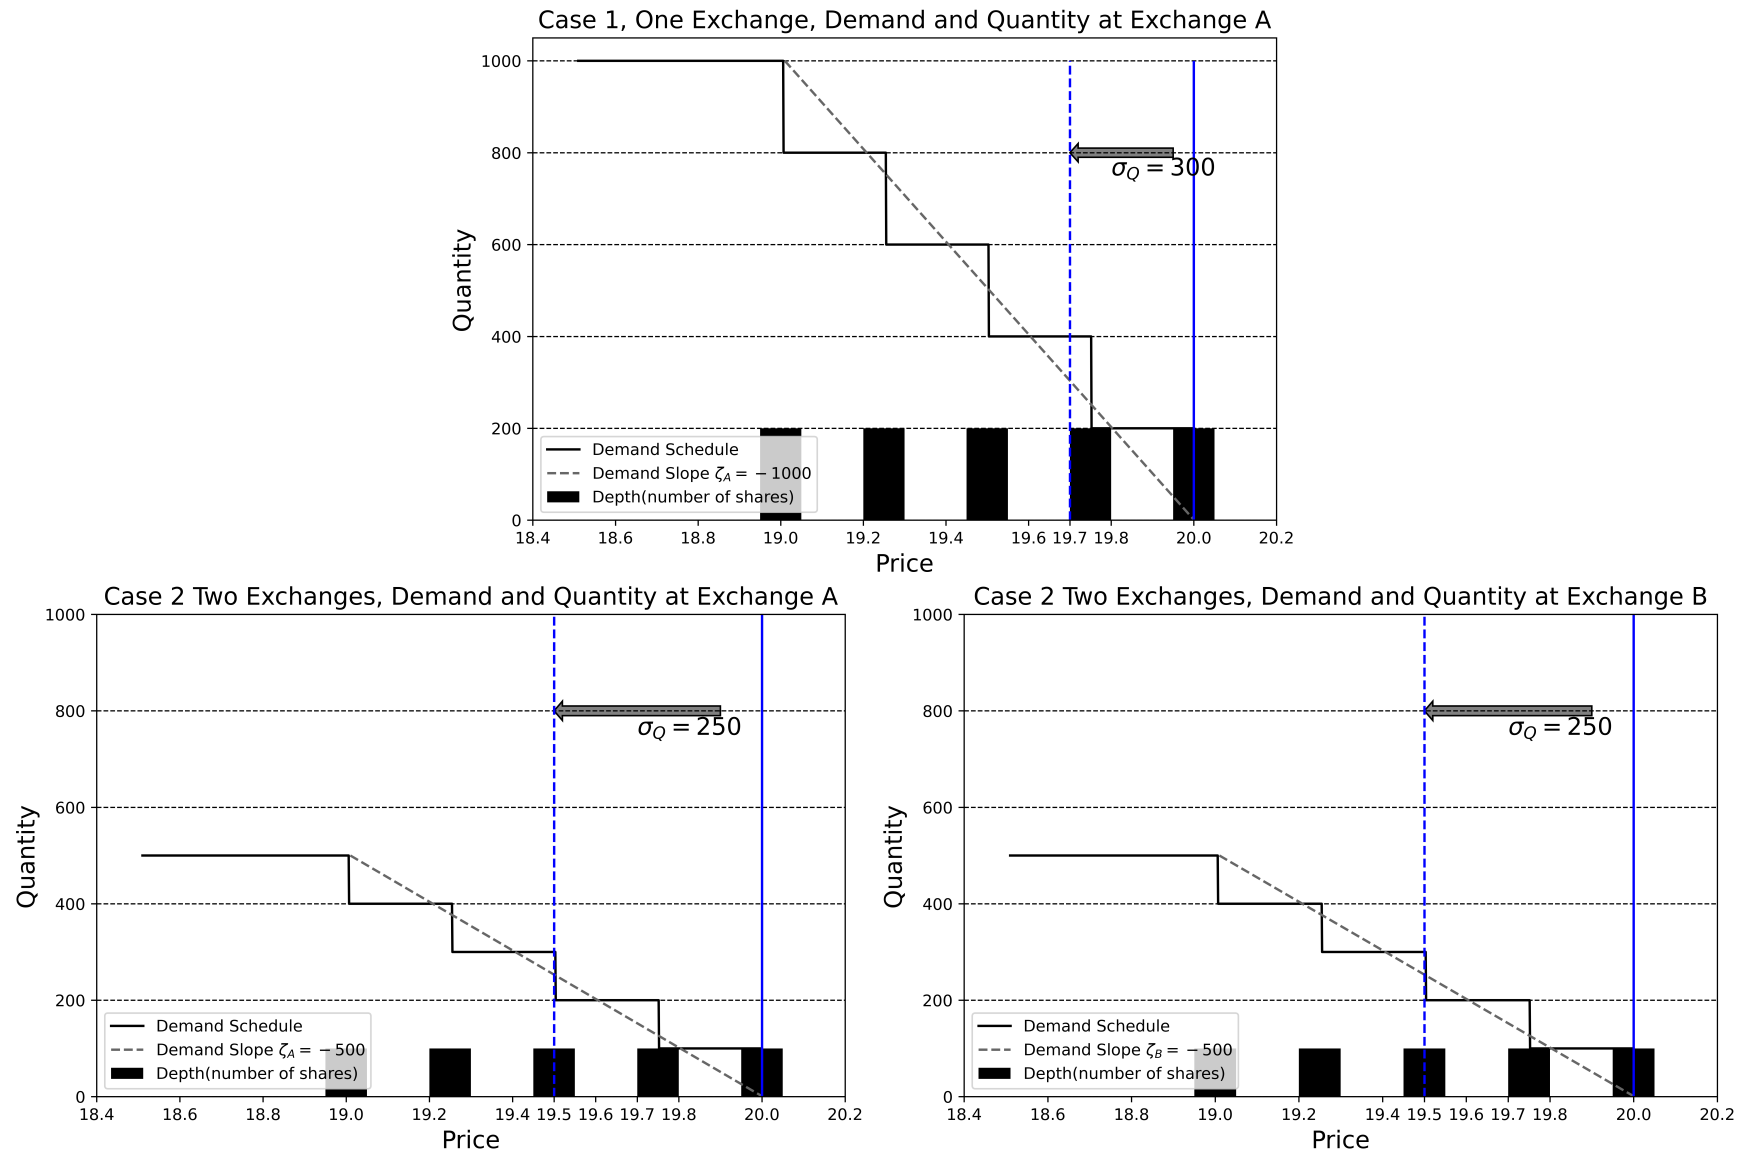 Case 1, One Exchange, Demand and Quantity at Exchange A
1000
800
600
400
200
0
Quantity
σQ = 300
Demand Schedule
Demand Slope ζA = −1000
Depth(number of shares)
18.4 18.6 18.8 19.0 19.2 19.4 19.6 19.7 19.8 20.0 20.2
Price
Case 2 Two Exchanges, Demand and Quantity at Exchange A
1000
800
600
400
200
0
Quantity
σQ = 250
Demand Schedule
Demand Slope ζA = −500
Depth(number of shares)
18.4 18.6 18.8 19.0 19.2 19.4 19.5 19.6 19.7 19.8 20.0 20.2
Price
Case 2 Two Exchanges, Demand and Quantity at Exchange B
1000
800
600
400
200
0
Quantity
σQ = 250
Demand Schedule
Demand Slope ζB = −500
Depth(number of shares)
18.4 18.6 18.8 19.0 19.2 19.4 19.5 19.6 19.7 19.8 20.0 20.2
Price